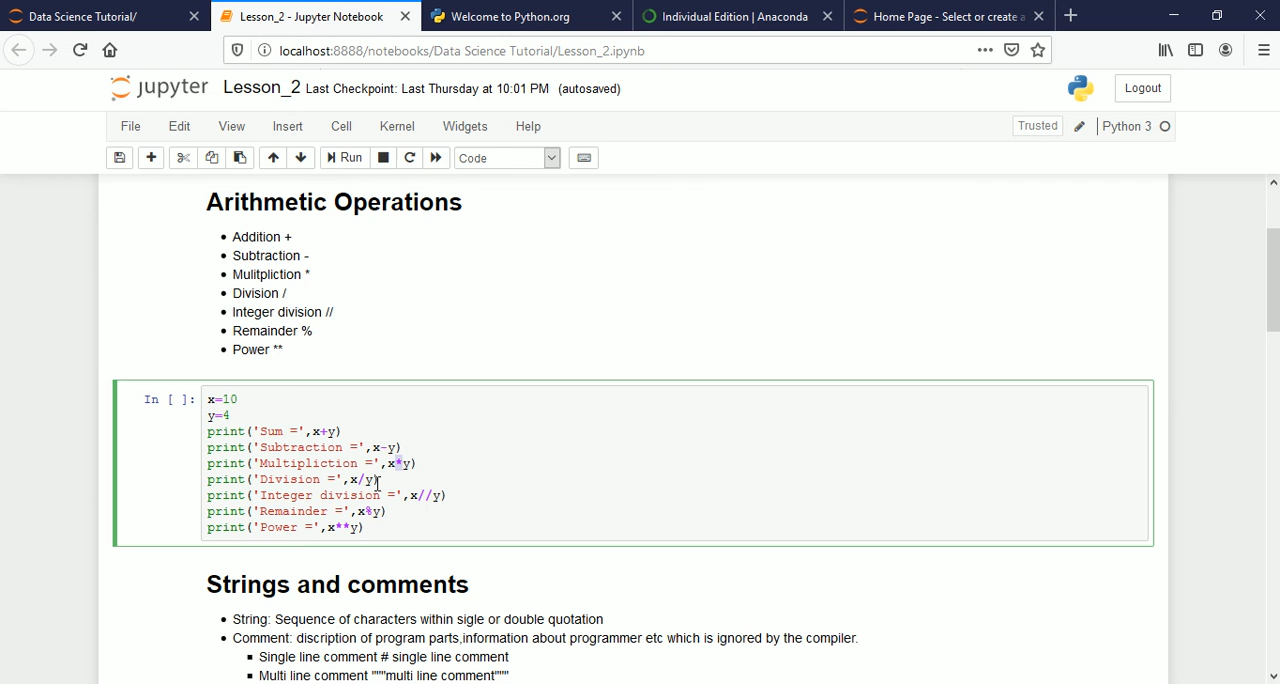 Data Science Tutorial/
Lesson_2 - Jupyter Notebook
Welcome to Python.org
Individual Edition | Anaconda
Home Page - Select or create a
localhost:8888/notebooks/Data Science Tutorial/Lesson_2.ipynb
jupyter Lesson_2 Last Checkpoint: Last Thursday at 10:01 PM (autosaved)
Logout
File Edit View Insert Cell Kernel Widgets Help
Trusted Python 3
Run Code
Arithmetic Operations
• Addition +
• Subtraction -
• Mulitpliction *
• Division /
• Integer division //
• Remainder %
• Power **
In [ ]: x=10
y=4
print('Sum =',x+y)
print('Subtraction =',x-y)
print('Multipliction =',x*y)
print('Division =',x/y)
print('Integer division =',x//y)
print('Remainder =',x%y)
print('Power =',x**y)
Strings and comments
• String: Sequence of characters within sigle or double quotation
• Comment: discription of program parts,information about programmer etc which is ignored by the compiler.
▪ Single line comment # single line comment
▪ Multi line comment """multi line comment"""